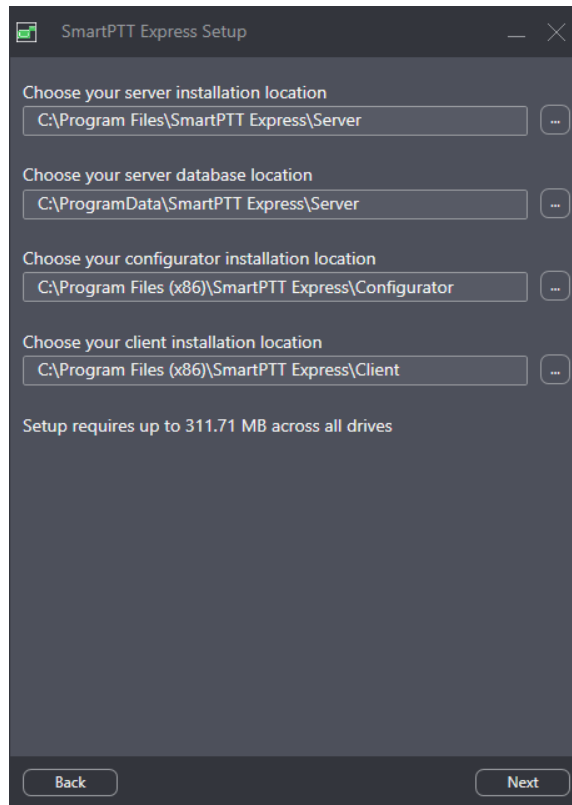 SmartPTT Express Setup
Choose your server installation location
C:\Program Files\SmartPTT Express\Server
...
Choose your server database location
C:\ProgramData\SmartPTT Express\Server
...
Choose your configurator installation location
C:\Program Files (x86)\SmartPTT Express\Configurator
...
Choose your client installation location
C:\Program Files (x86)\SmartPTT Express\Client
...
Setup requires up to 311.71 MB across all drives
Back Next